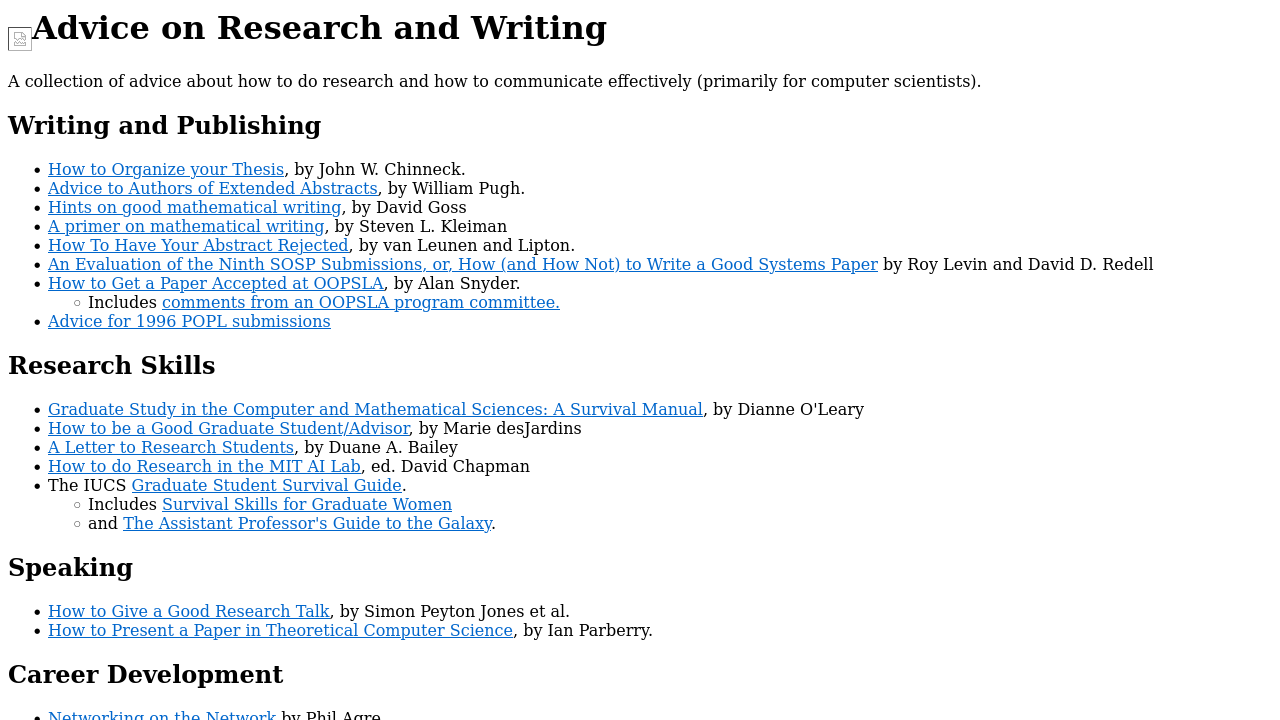 Advice on Research and Writing
A collection of advice about how to do research and how to communicate effectively (primarily for computer scientists).
Writing and Publishing
How to Organize your Thesis, by John W. Chinneck.
Advice to Authors of Extended Abstracts, by William Pugh.
Hints on good mathematical writing, by David Goss
A primer on mathematical writing, by Steven L. Kleiman
How To Have Your Abstract Rejected, by van Leunen and Lipton.
An Evaluation of the Ninth SOSP Submissions, or, How (and How Not) to Write a Good Systems Paper by Roy Levin and David D. Redell
How to Get a Paper Accepted at OOPSLA, by Alan Snyder.
Includes comments from an OOPSLA program committee.
Advice for 1996 POPL submissions
Research Skills
Graduate Study in the Computer and Mathematical Sciences: A Survival Manual, by Dianne O'Leary
How to be a Good Graduate Student/Advisor, by Marie desJardins
A Letter to Research Students, by Duane A. Bailey
How to do Research in the MIT AI Lab, ed. David Chapman
The IUCS Graduate Student Survival Guide.
Includes Survival Skills for Graduate Women
and The Assistant Professor's Guide to the Galaxy.
Speaking
How to Give a Good Research Talk, by Simon Peyton Jones et al.
How to Present a Paper in Theoretical Computer Science, by Ian Parberry.
Career Development
Networking on the Network by Phil Agre